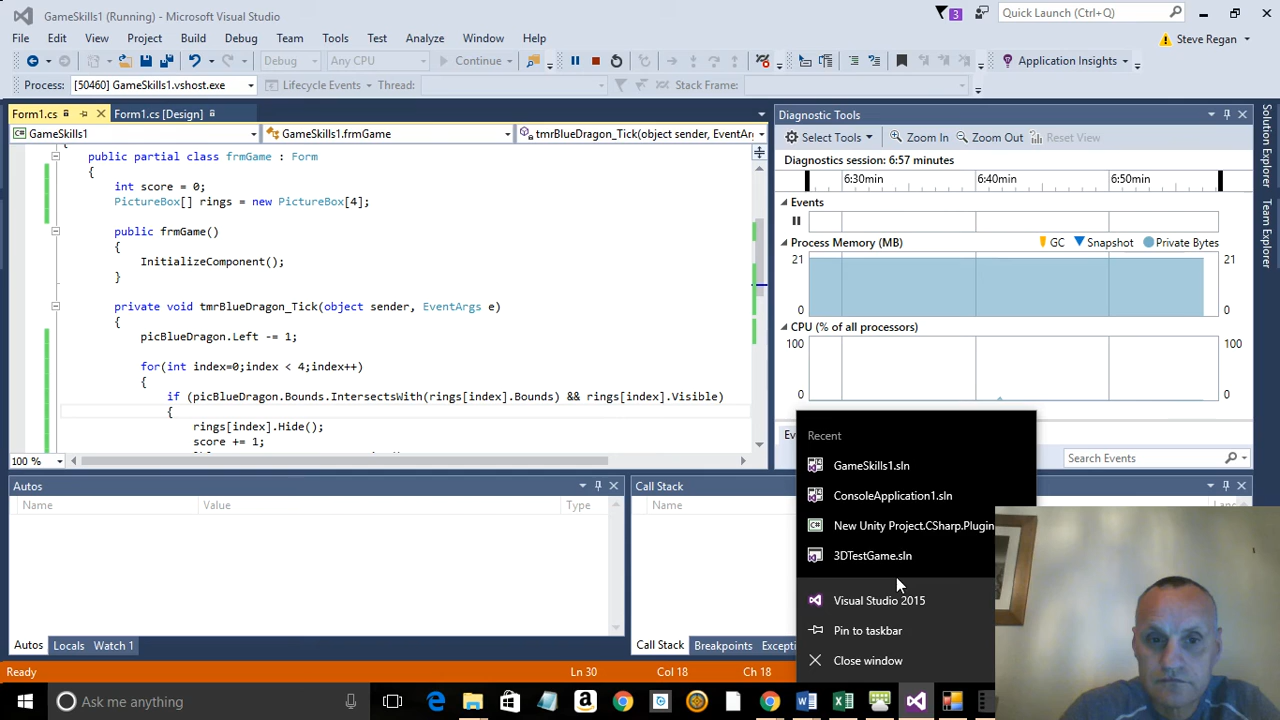 GameSkills1 (Running) - Microsoft Visual Studio
3
Quick Launch (Ctrl+Q)
File Edit View Project Build Debug Team Tools Test Analyze Window Help
Steve Regan
Debug Any CPU Continue Application Insights
Process: [50460] GameSkills1.vshost.exe Lifecycle Events Thread: Stack Frame:
Form1.cs Form1.cs [Design]
GameSkills1 GameSkills1.frmGame tmrBlueDragon_Tick(object sender, EventAr
public partial class frmGame : Form
{
int score = 0;
PictureBox[] rings = new PictureBox[4];
public frmGame()
{
InitializeComponent();
}
private void tmrBlueDragon_Tick(object sender, EventArgs e)
{
picBlueDragon.Left -= 1;
for(int index=0;index < 4;index++)
{
if (picBlueDragon.Bounds.IntersectsWith(rings[index].Bounds) && rings[index].Visible)
{
rings[index].Hide();
score += 1;
100 %
Diagnostic Tools
Select Tools Zoom In Zoom Out Reset View
Diagnostics session: 6:57 minutes
6:30min 6:40min 6:50min
Events
Process Memory (MB) GC Snapshot Private Bytes
21 21
0 0
CPU (% of all processors)
100 100
0 0
Search Events
Recent
GameSkills1.sln
ConsoleApplication1.sln
New Unity Project.CSharp.Plugin
3DTestGame.sln
Visual Studio 2015
Pin to taskbar
Close window
Autos
Name Value Type
Call Stack
Name
Autos Locals Watch 1
Call Stack Breakpoints Excepti
Ready Ln 30 Col 18 Ch 18
Ask me anything
Solution Explorer
Team Explorer